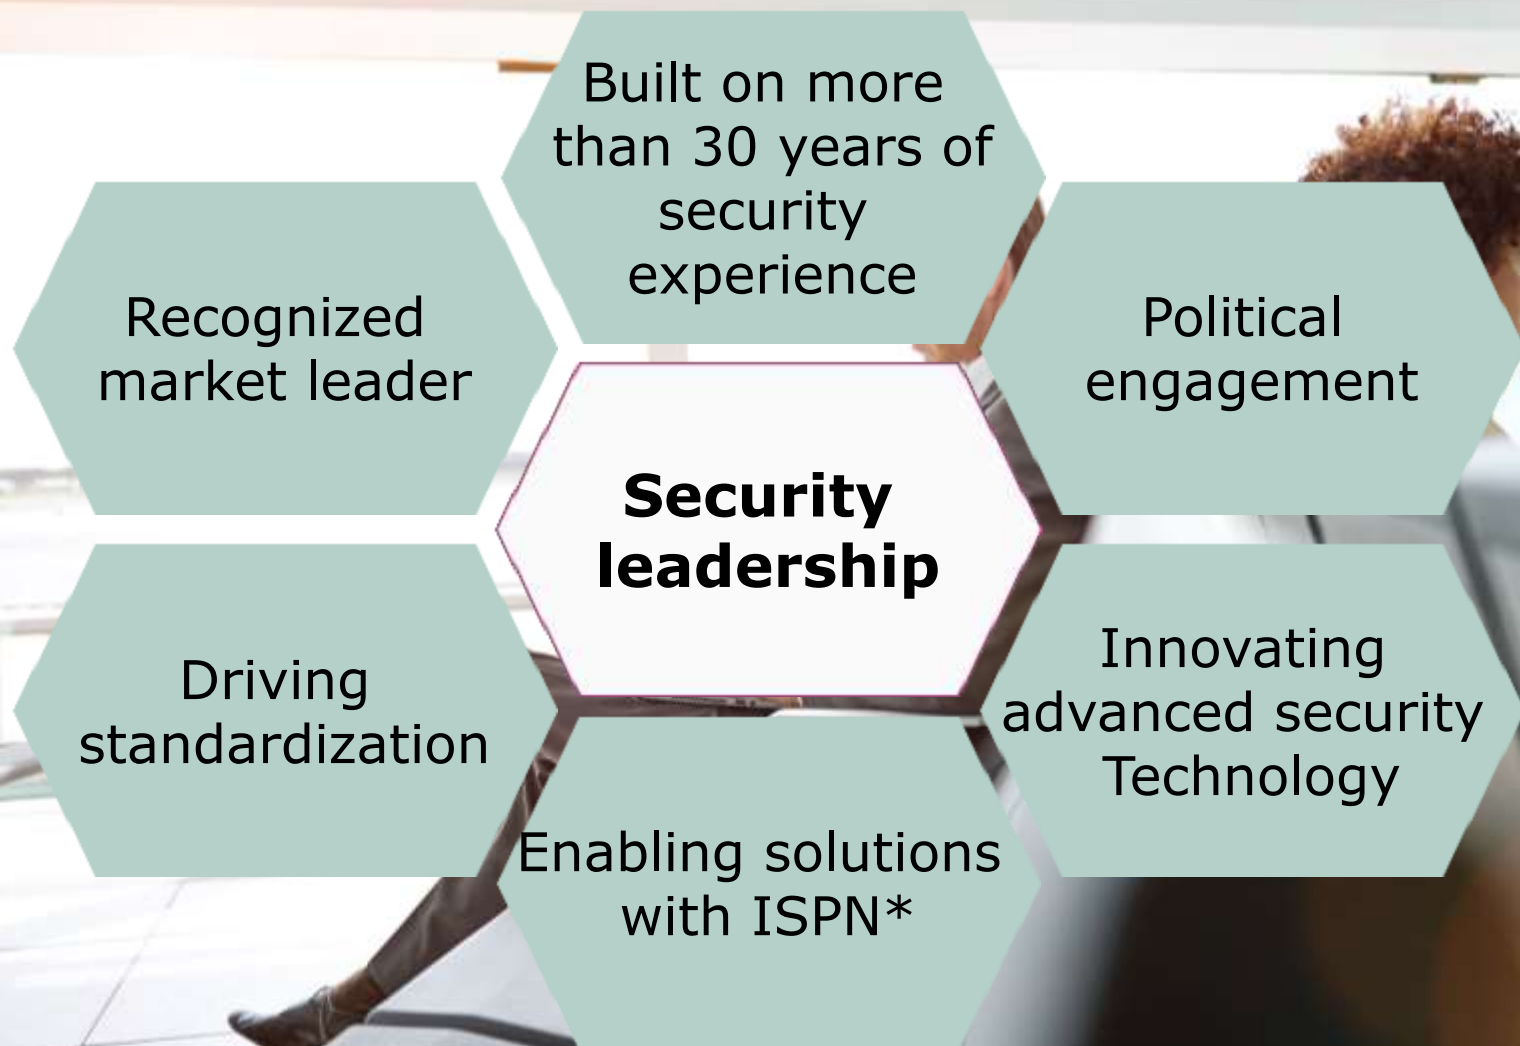 Built on more
than 30 years of
security
experience
Recognized
market leader
Political
engagement
Security
leadership
Driving
standardization
Innovating
advanced security
Technology
Enabling solutions
with ISPN*